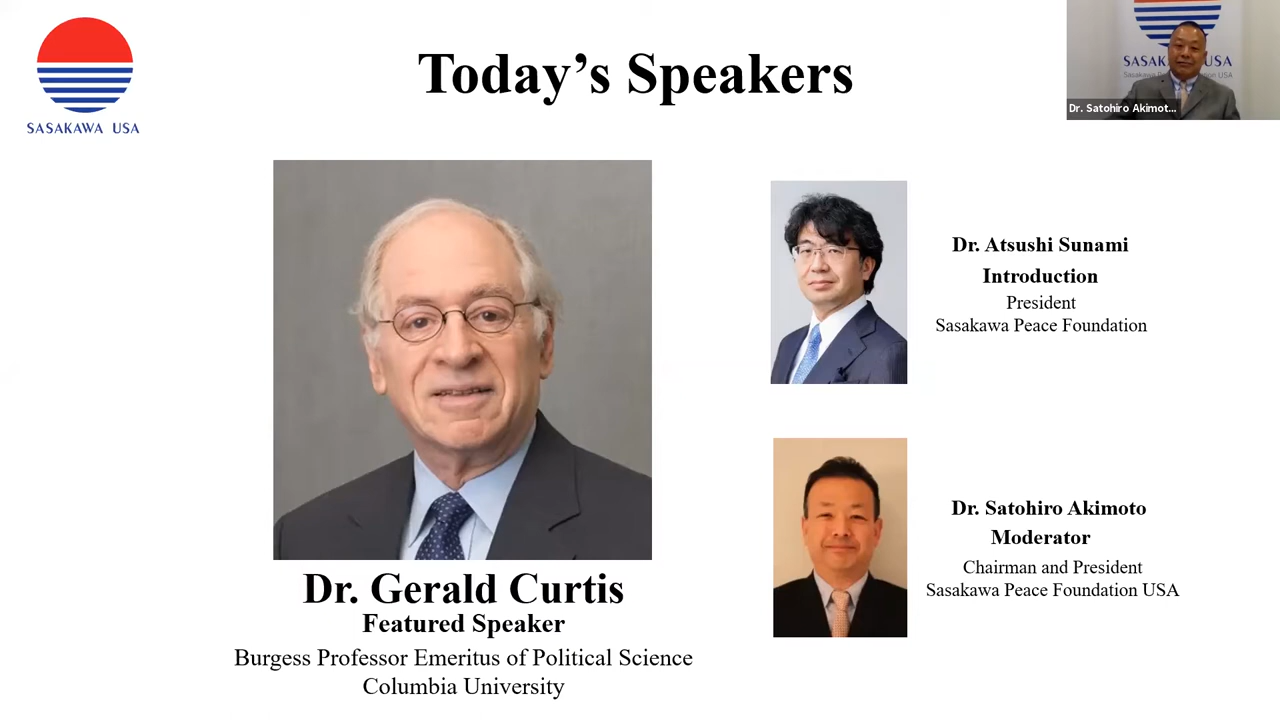 Today's Speakers
SASAKAWA USA
SASAKAWA USA
Dr. Satohiro Akimot...
Dr. Gerald Curtis
Featured Speaker
Burgess Professor Emeritus of Political Science
Columbia University
Dr. Atsushi Sunami
Introduction
President
Sasakawa Peace Foundation
Dr. Satohiro Akimoto
Moderator
Chairman and President
Sasakawa Peace Foundation USA